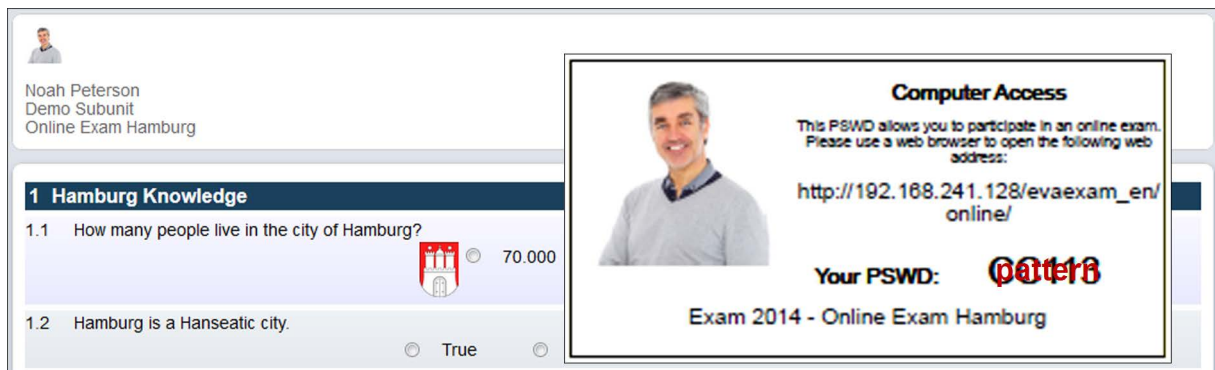 Noah Peterson
Demo Subunit
Online Exam Hamburg
1 Hamburg Knowledge
1.1 How many people live in the city of Hamburg?
70.000
1.2 Hamburg is a Hanseatic city.
True
Computer Access
This PSWD allows you to participate in an online exam.
Please use a web browser to open the following web
address:
http://192.168.241.128/evaexam_en/
online/
Your PSWD:
pattern
Exam 2014 - Online Exam Hamburg